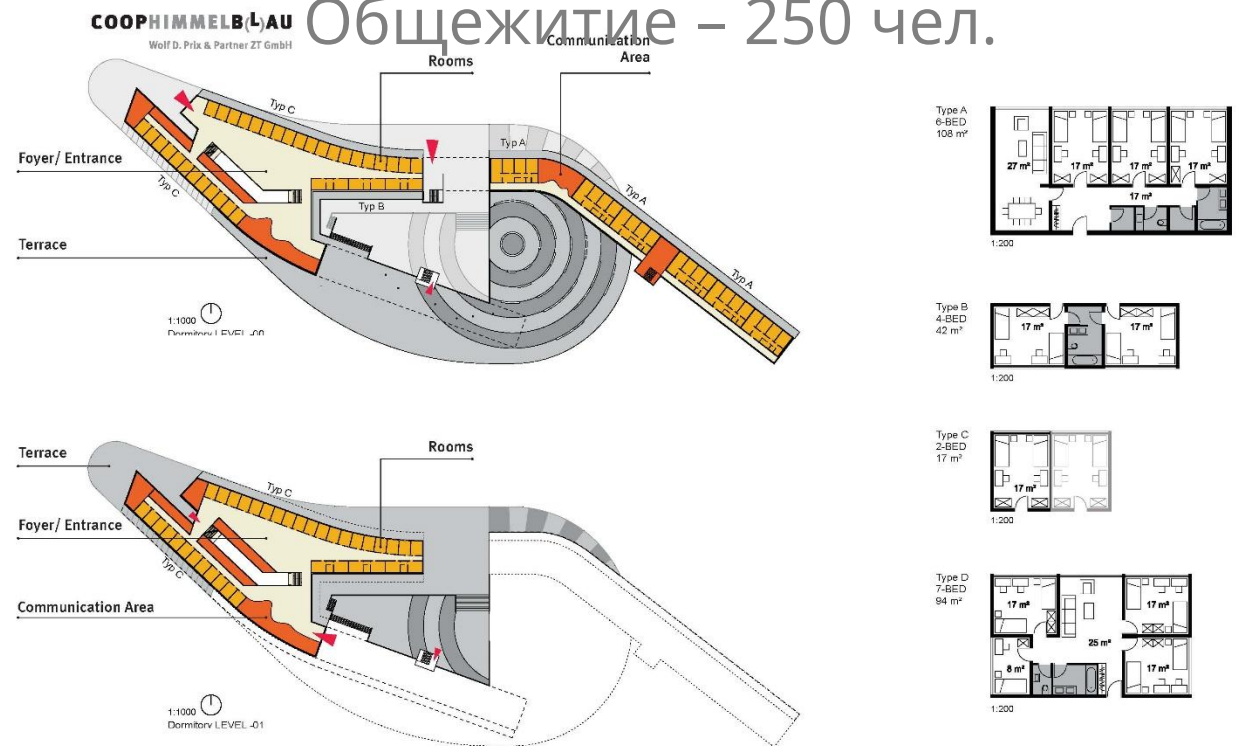 COOPHIMMELB(L)AU
Wolf D. Prix & Partner ZT GmbH
Общежитие – 250 чел.
Communication
Area
Rooms
Typ C
Foyer/ Entrance
Typ A
Typ A
Typ C
Typ B
Terrace
Typ A
1:1000
Dormitory LEVEL -00
Terrace
Rooms
Typ C
Foyer/ Entrance
Typ C
Communication Area
1:1000
Dormitory LEVEL -01
Type A
6-BED
108 m²
27 m²
17 m²
17 m²
17 m²
17 m²
1:200
Type B
4-BED
42 m²
17 m²
17 m²
1:200
Type C
2-BED
17 m²
17 m²
1:200
Type D
7-BED
94 m²
17 m²
17 m²
25 m²
8 m²
17 m²
1:200